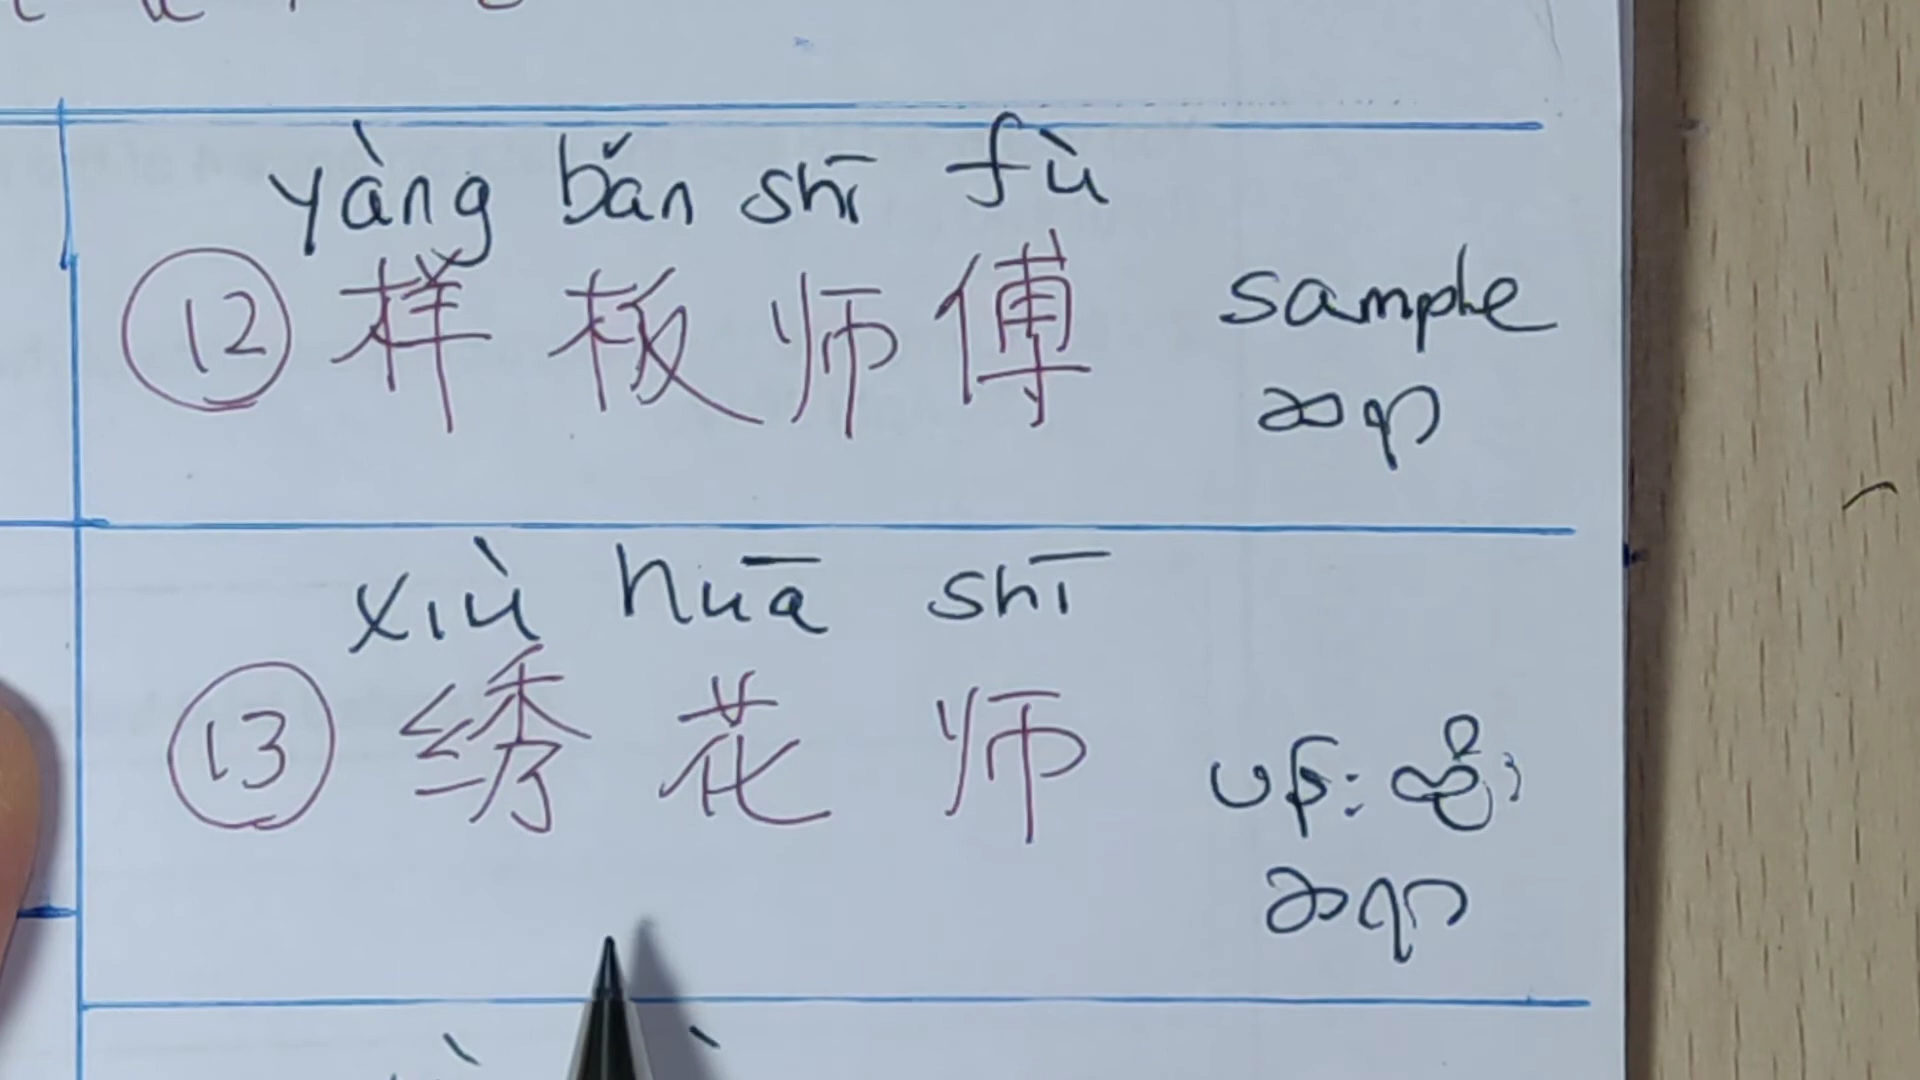 yàng bǎn shī fù
⑫ 样板师傅 sample
ဆရာ
xiù huā shī
⑬ 绣花师 ပန်းထိုး
ဆရာ